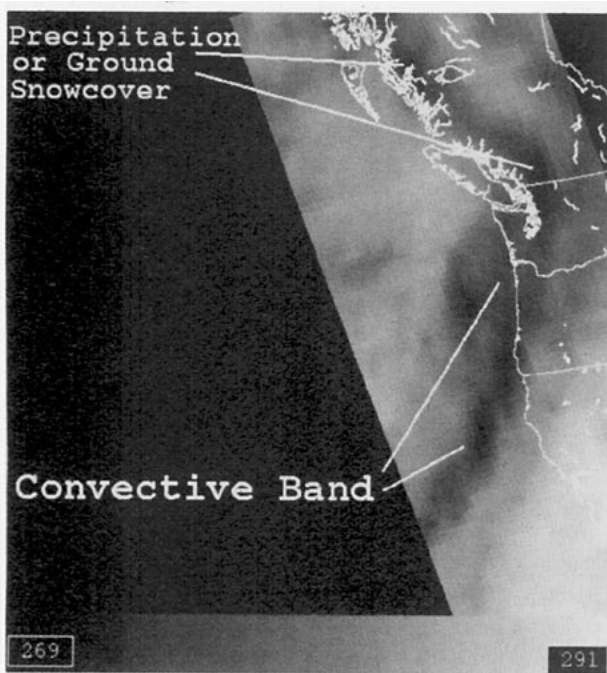 Precipitation
or Ground
Snowcover
Convective Band
269
291